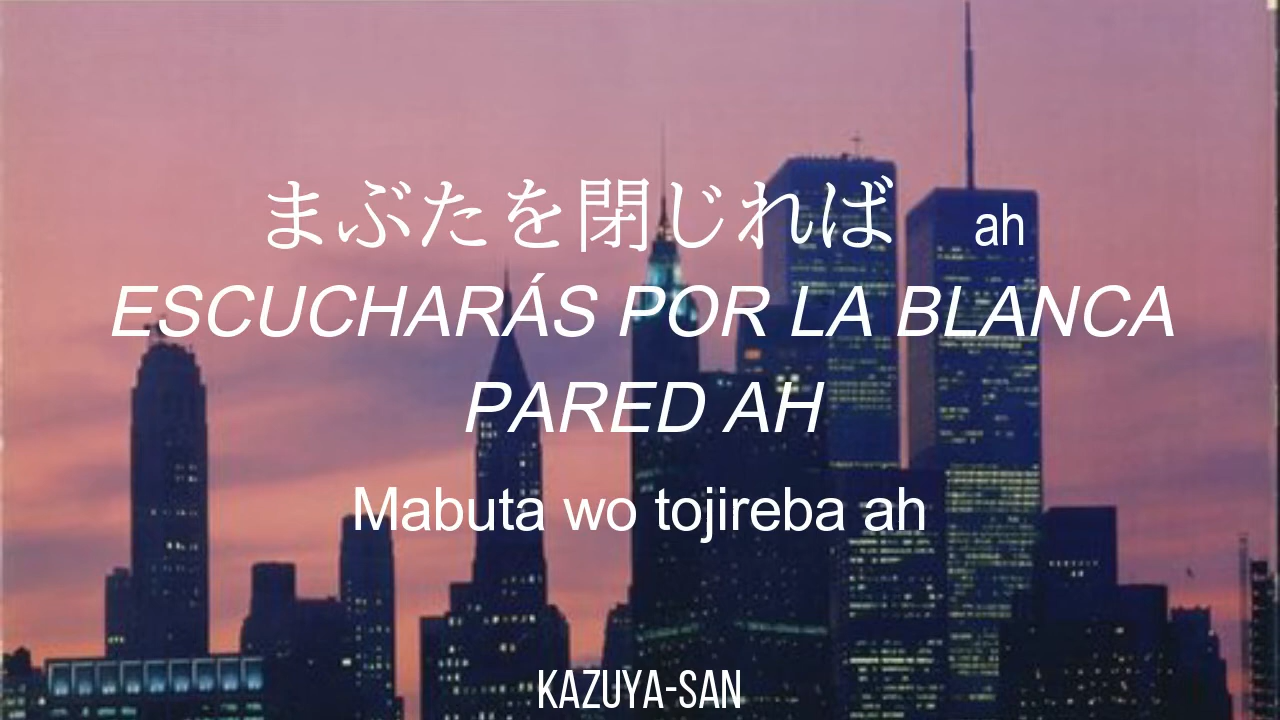 まぶたを閉じれば　ah
ESCUCHARÁS POR LA BLANCA
PARED AH
Mabuta wo tojireba ah
KAZUYA-SAN